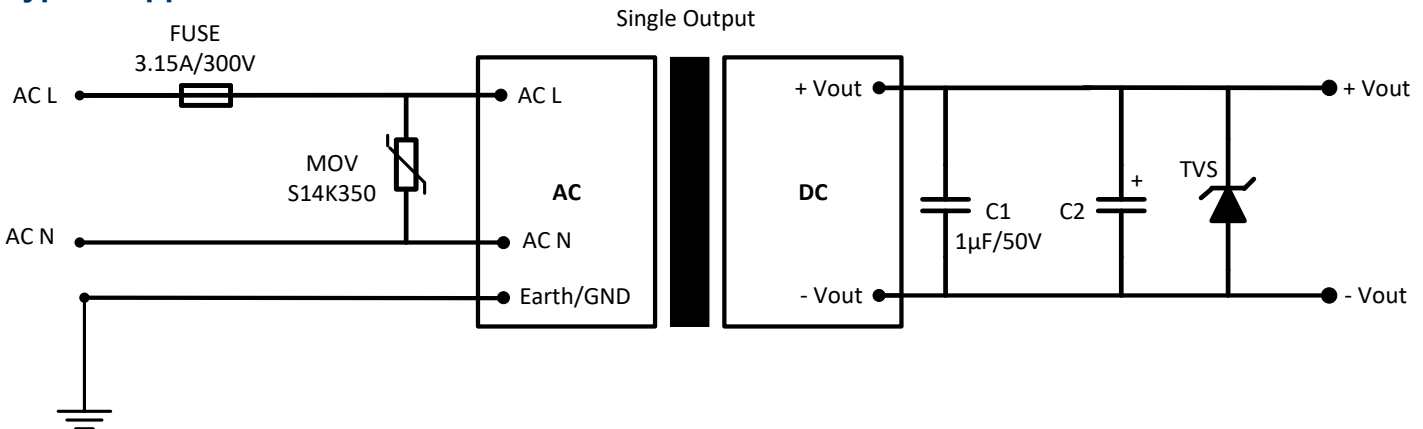 Single Output
FUSE
3.15A/300V
AC L
AC L
MOV
S14K350
AC
AC N
AC N
Earth/GND
+ Vout
+ Vout
DC
C1
1µF/50V
C2
+
TVS
- Vout
- Vout